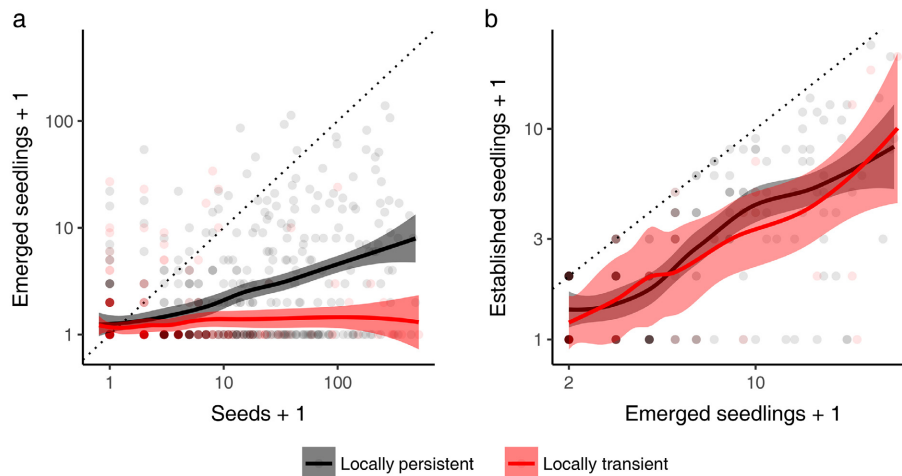 a
Emerged seedlings + 1
100
10
1
1
10
100
Seeds + 1
b
Established seedlings + 1
10
3
1
2
10
Emerged seedlings + 1
Locally persistent
Locally transient